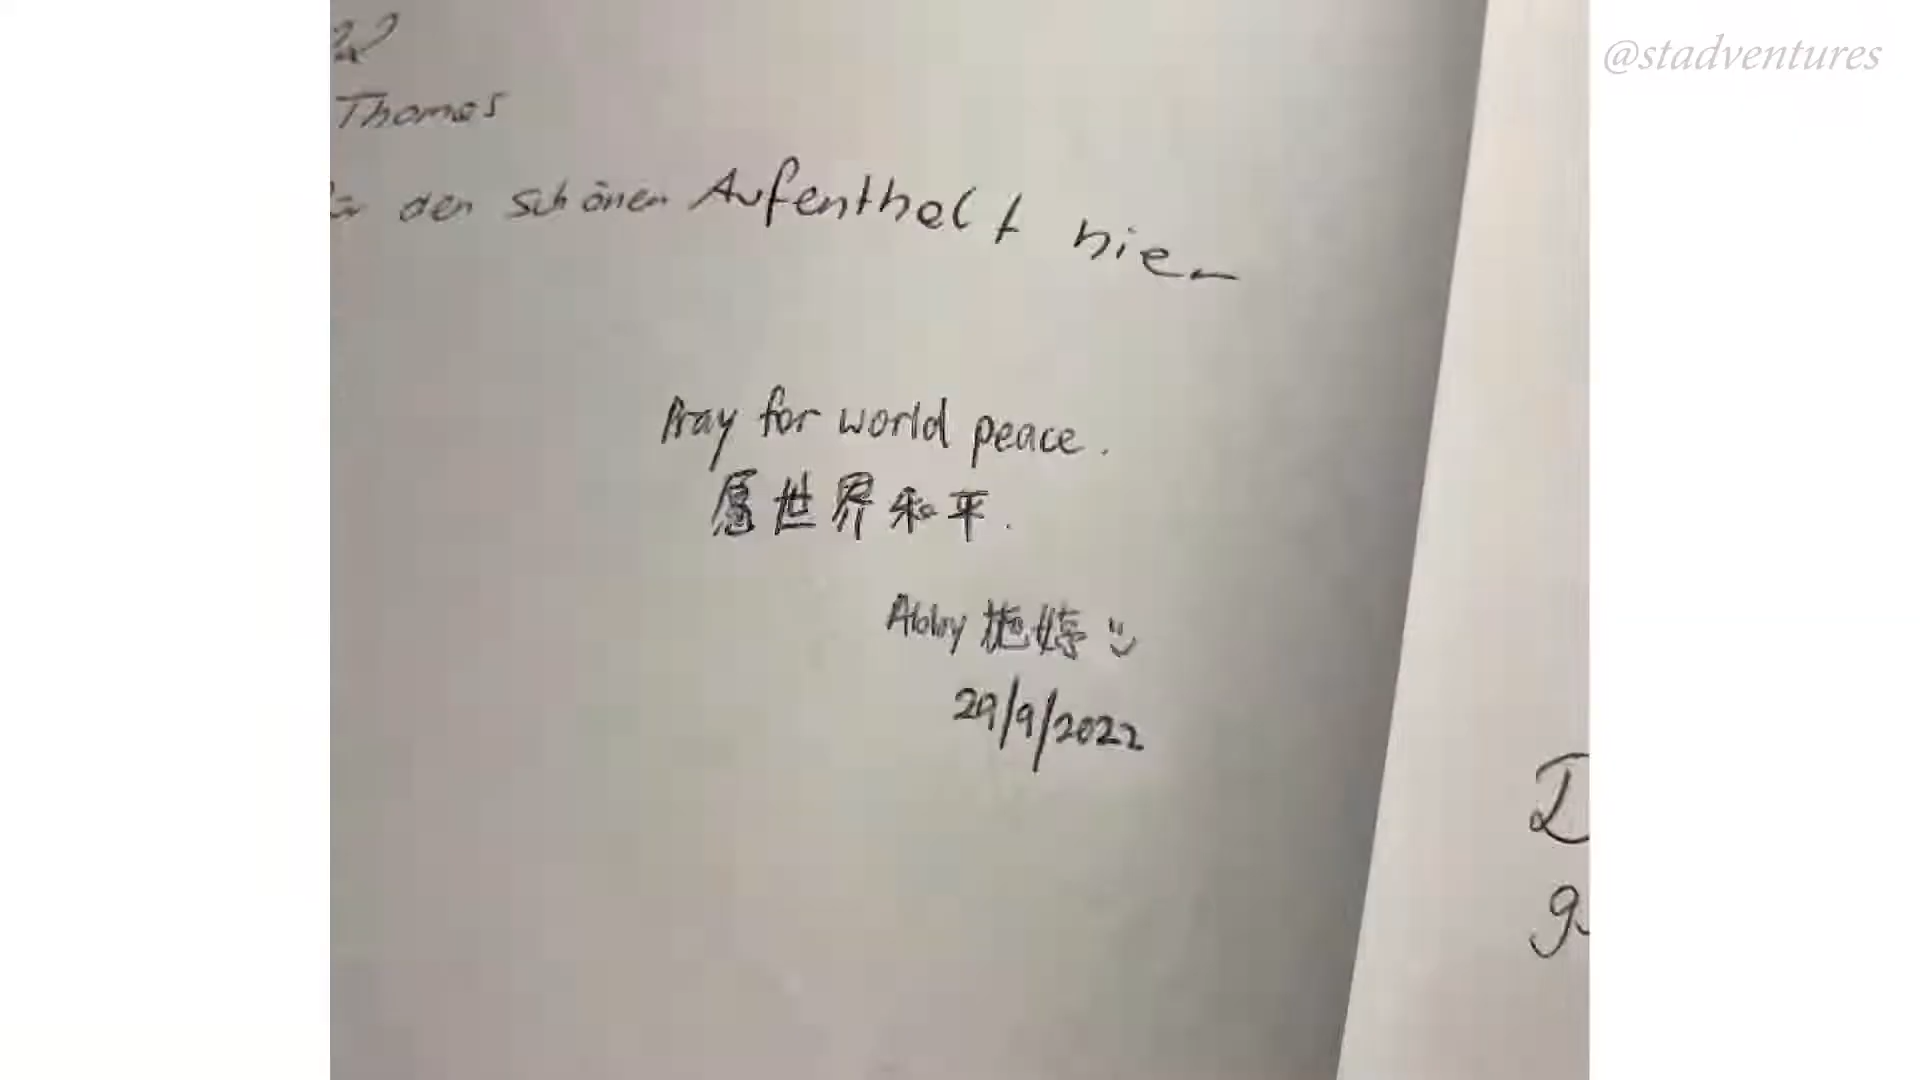 @stadventures
Thomas
den schönen Aufenthalt hier
Pray for world peace.
愿世界和平.
Abby 施婷
29/9/2022